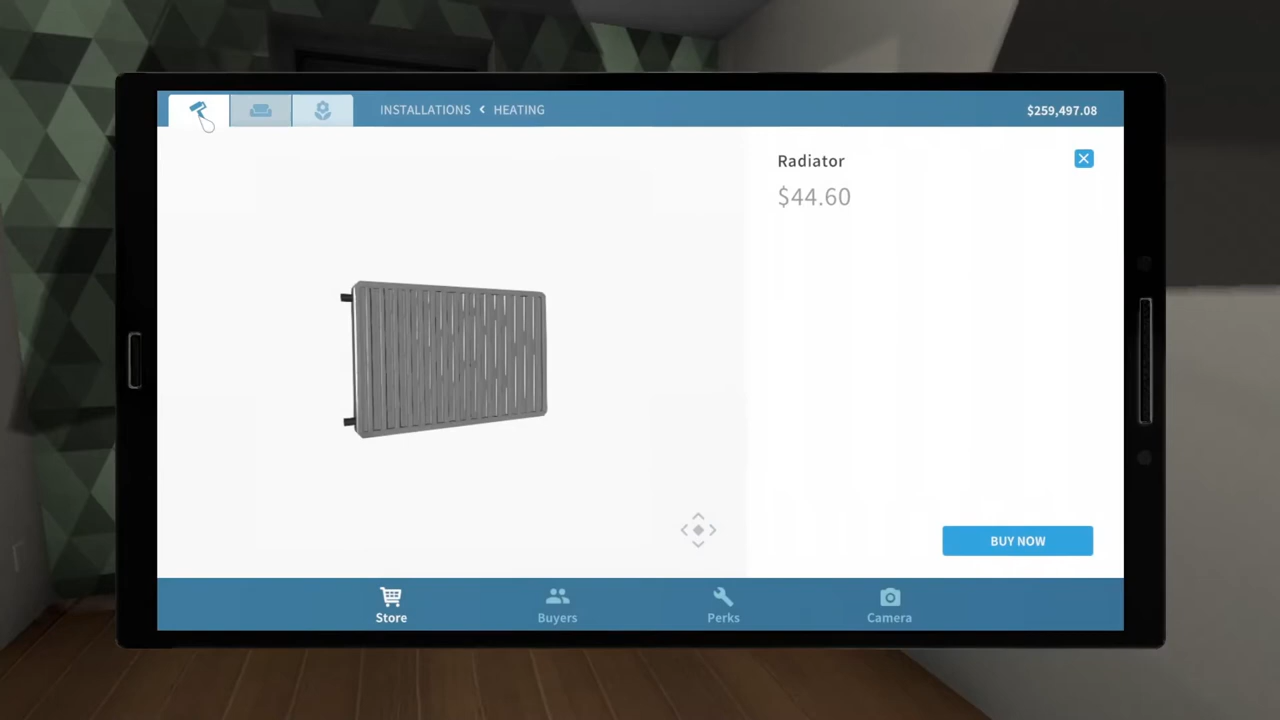 INSTALLATIONS < HEATING
$259,497.08
Radiator
$44.60
BUY NOW
Store
Buyers
Perks
Camera